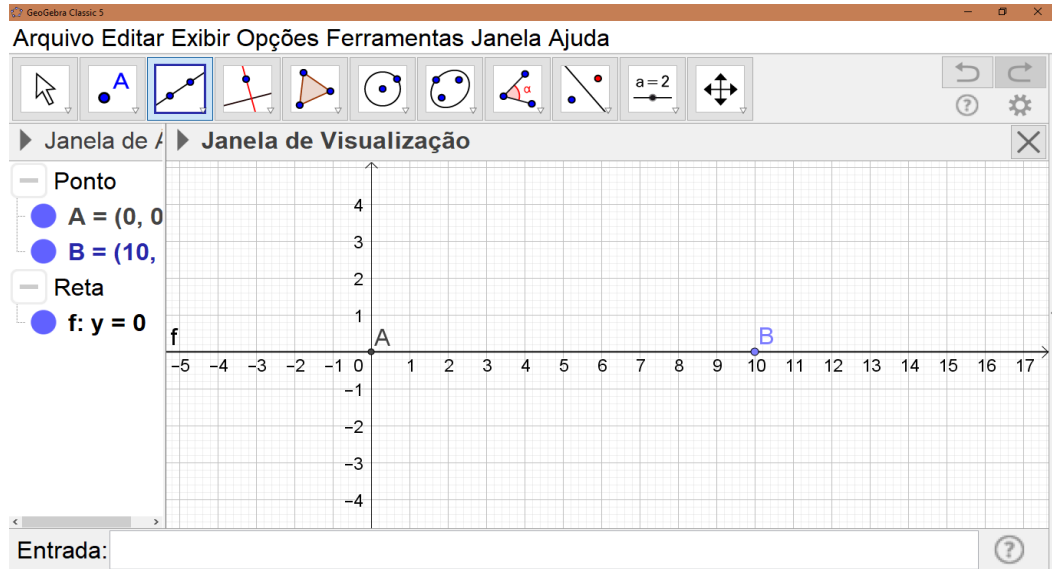 GeoGebra Classic 5
Arquivo Editar Exibir Opções Ferramentas Janela Ajuda
A
α
a = 2
Janela de A
Janela de Visualização
Ponto
A = (0, 0
B = (10,
Reta
f: y = 0
4
3
2
1
f
A
B
−5 −4 −3 −2 −1 0 1 2 3 4 5 6 7 8 9 10 11 12 13 14 15 16 17
−1
−2
−3
−4
Entrada:
?
?